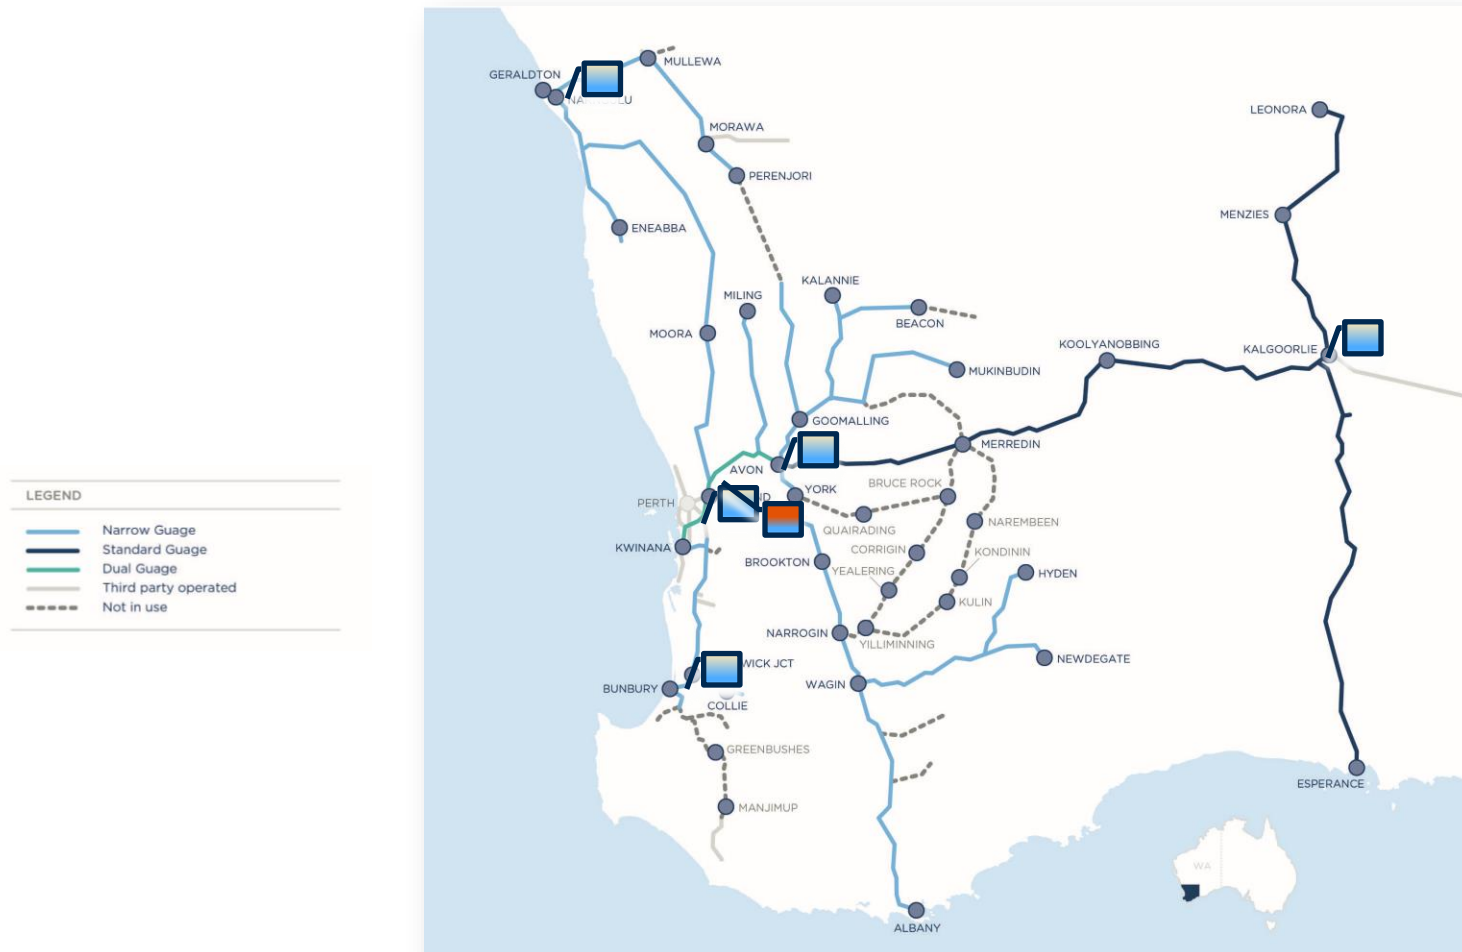 GERALDTON
MULLEWA
MORAWA
PERENJORI
ENEABBA
LEONORA
MENZIES
KALANNIE
MILING
BEACON
MOORA
KOOLYANOBBING
KALGOORLIE
MUKINBUDIN
GOOMALLING
MERREDIN
AVON
BRUCE ROCK
YORK
PERTH
QUAIRADING
NAREMBEEN
KWINANA
CORRIGIN
KONDININ
BROOKTON
YEALERING
HYDEN
KULIN
NARROGIN
YILLIMINNING
WICK JCT
NEWDEGATE
WAGIN
BUNBURY
COLLIE
GREENBUSHES
MANJIMUP
ESPERANCE
ALBANY
WA
LEGEND
Narrow Guage
Standard Guage
Dual Guage
Third party operated
Not in use